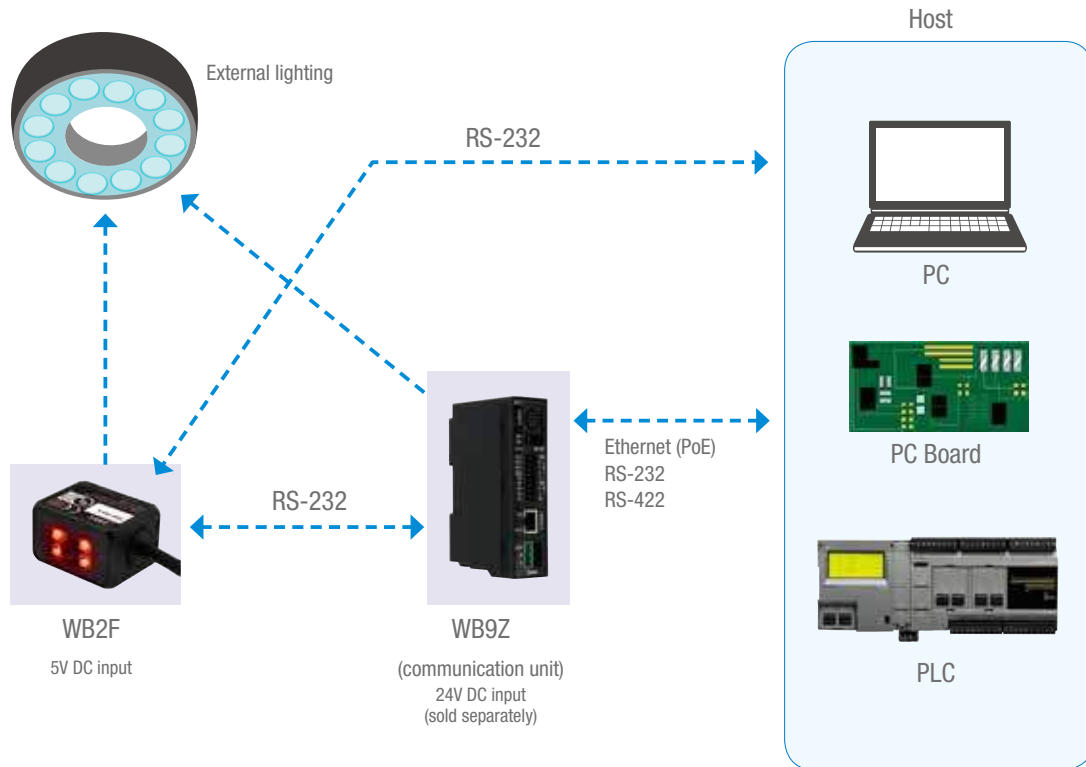 Host
External lighting
RS-232
PC
Ethernet (PoE)
RS-232
RS-422
PC Board
RS-232
WB2F
5V DC input
WB9Z
(communication unit)
24V DC input
(sold separately)
PLC